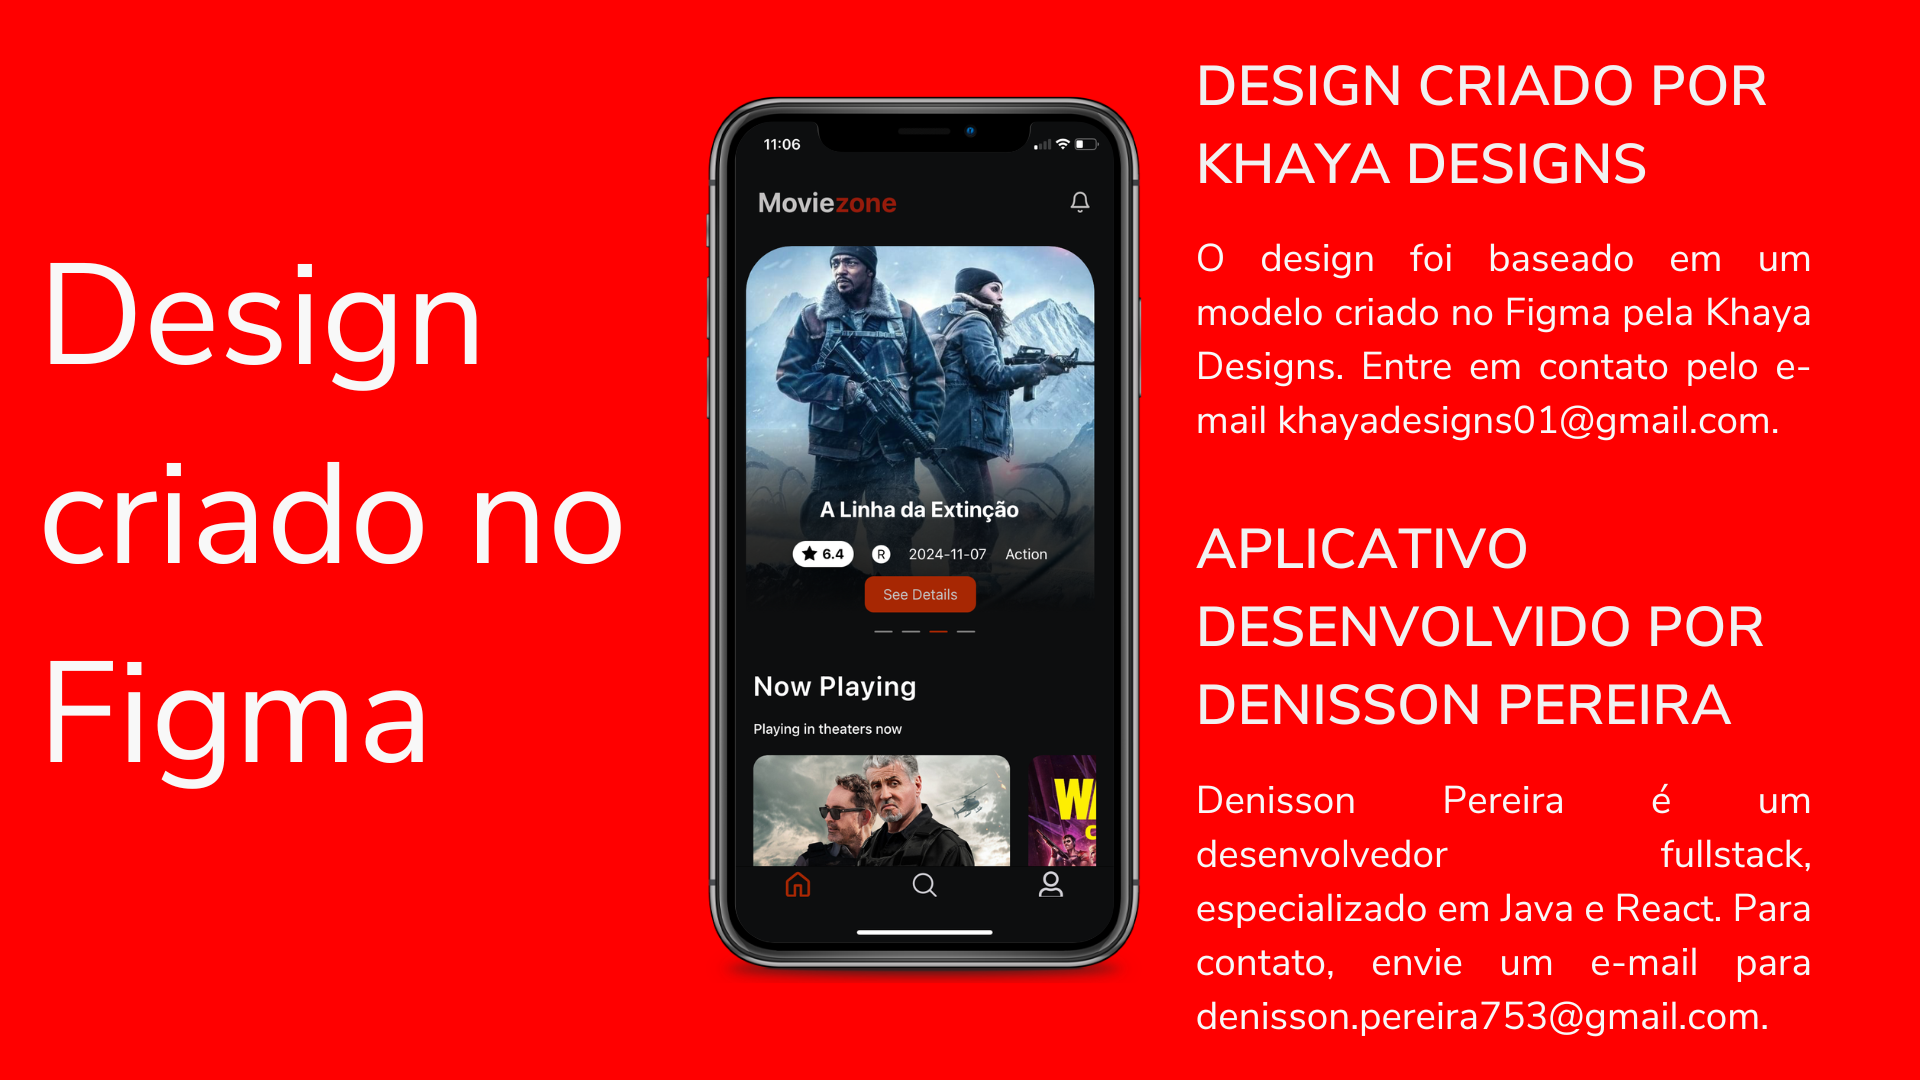 Design
criado no
Figma
11:06
Moviezone
A Linha da Extinção
6.4 R 2024-11-07 Action
See Details
Now Playing
Playing in theaters now
WA
C
DESIGN CRIADO POR
KHAYA DESIGNS
O design foi baseado em um
modelo criado no Figma pela Khaya
Designs. Entre em contato pelo e-
mail khayadesigns01@gmail.com.
APLICATIVO
DESENVOLVIDO POR
DENISSON PEREIRA
Denisson Pereira é um
desenvolvedor fullstack,
especializado em Java e React. Para
contato, envie um e-mail para
denisson.pereira753@gmail.com.